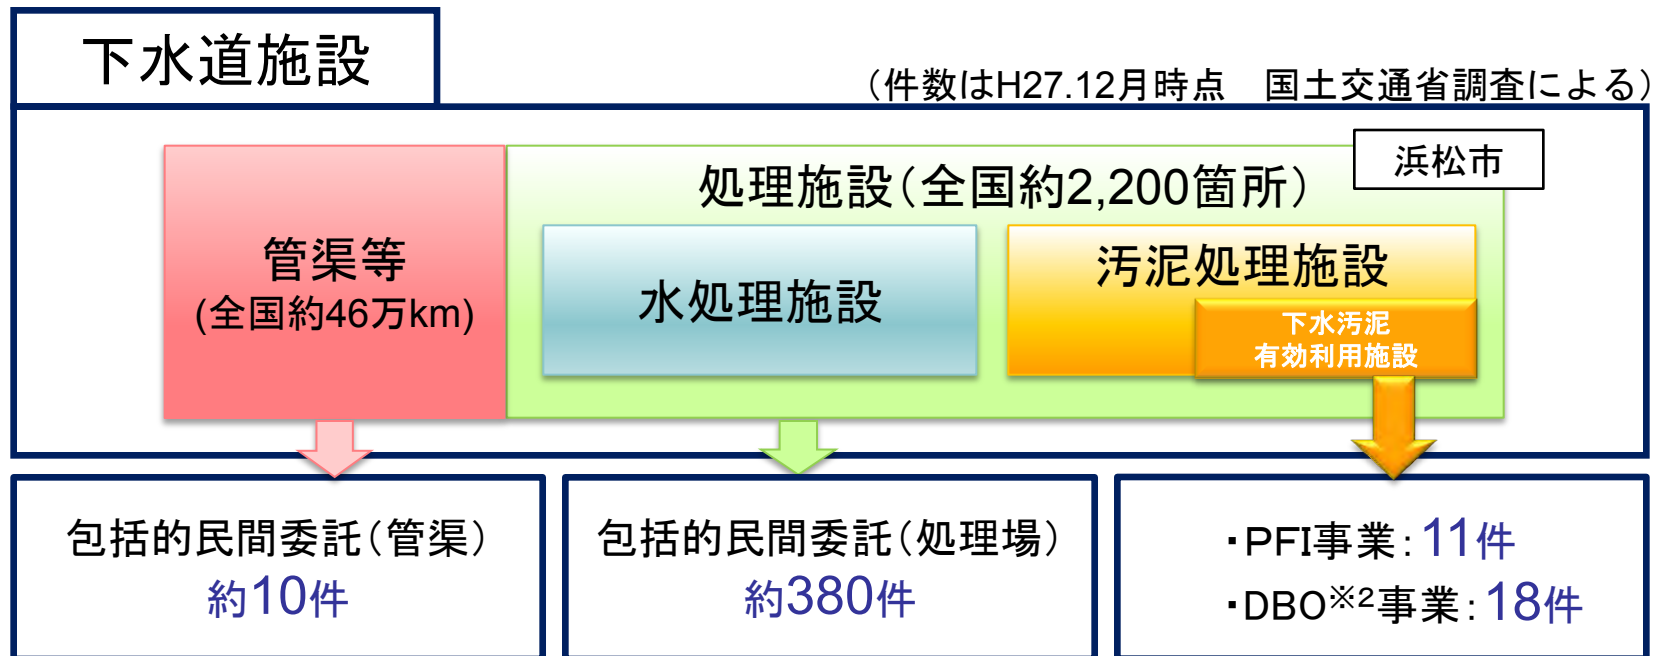 下水道施設
（件数はH27.12月時点　国土交通省調査による）
浜松市
処理施設（全国約2,200箇所）
管渠等
(全国約46万km)
水処理施設
汚泥処理施設
下水汚泥
有効利用施設
包括的民間委託（管渠）
約10件
包括的民間委託（処理場）
約380件
・PFI事業：11件
・DBO※2事業：18件